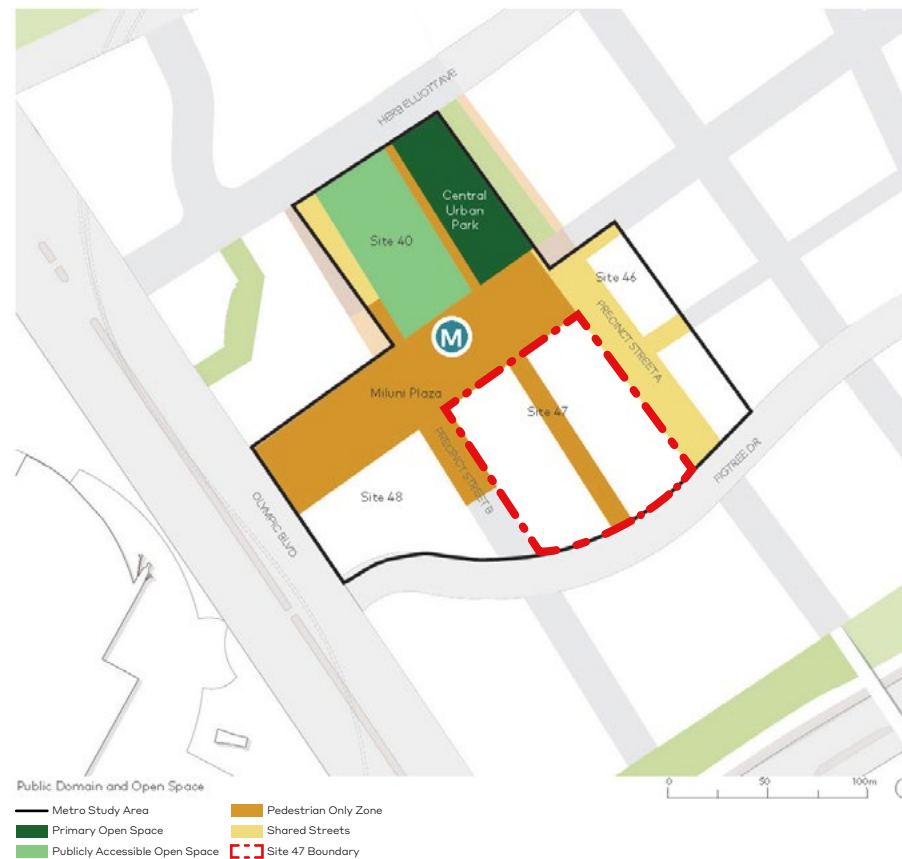 HERB ELLIOTT AVE
Central
Urban
Park
Site 40
Site 46
M
PRECINCT STREET A
Miluni Plaza
Site 47
PRECINCT STREET B
FIGTREE DR
Site 48
OLYMPIC BLVD
Public Domain and Open Space
0 50 100m
Metro Study Area
Primary Open Space
Publicly Accessible Open Space
Pedestrian Only Zone
Shared Streets
Site 47 Boundary